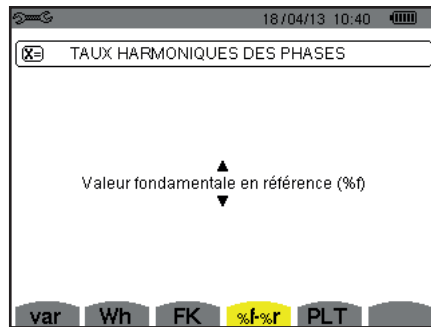 18/04/13 10:40
X= TAUX HARMONIQUES DES PHASES
Valeur fondamentale en référence (%f)
var Wh FK %f-%r PLT